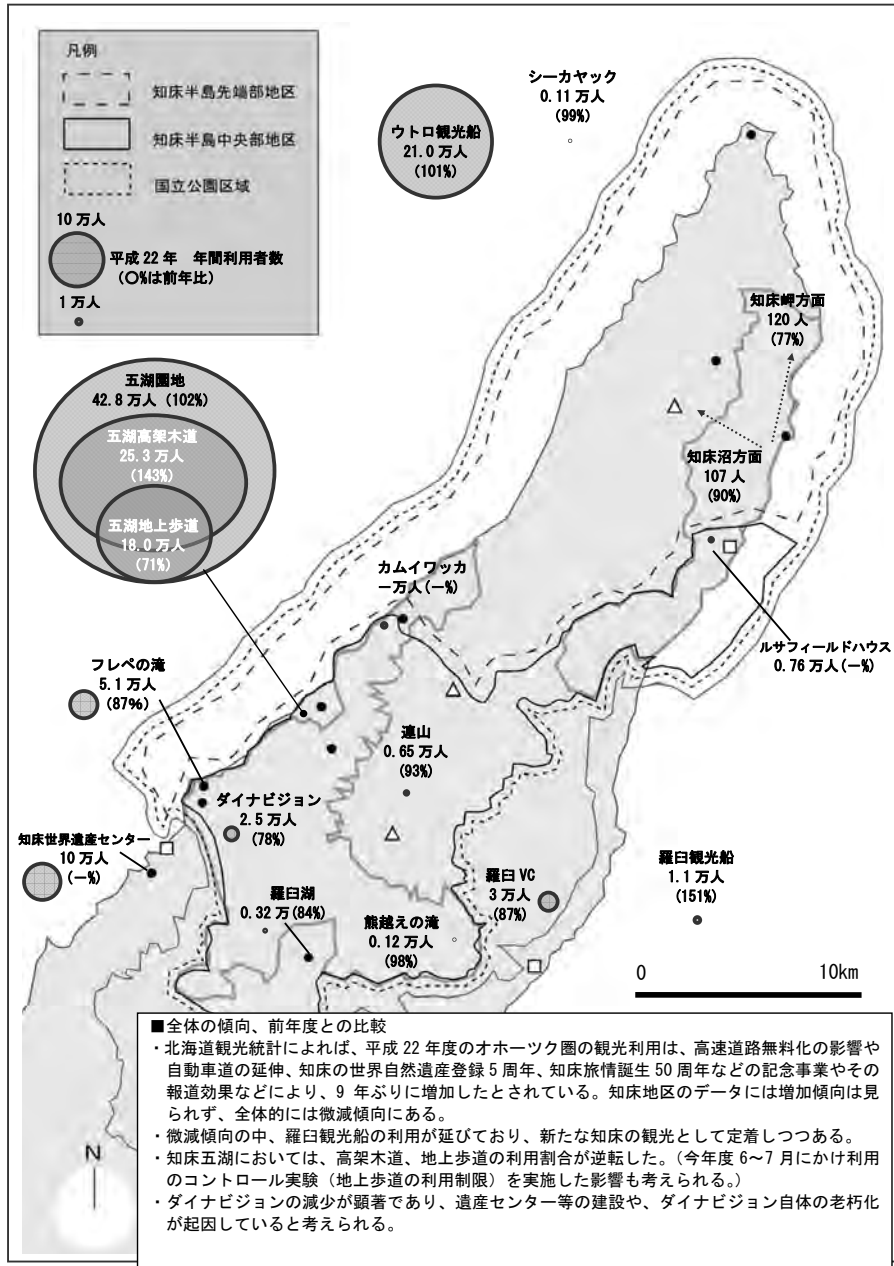 凡例
知床半島先端部地区
知床半島中央部地区
国立公園区域
10 万人
平成 22 年 年間利用者数
(○%は前年比)
1 万人
シーカヤック
0.11 万人
(99%)
ウトロ観光船
21.0 万人
(101%)
知床岬方面
120 人
(77%)
五湖園地
42.8 万人 (102%)
五湖高架木道
25.3 万人
(143%)
五湖地上歩道
18.0 万人
(71%)
知床沼方面
107 人
(90%)
カムイワッカ
－万人(－%)
ルサフィールドハウス
0.76 万人(－%)
フレペの滝
5.1 万人
(87%)
連山
0.65 万人
(93%)
ダイナビジョン
2.5 万人
(78%)
知床世界遺産センター
10 万人
(－%)
羅臼湖
0.32 万(84%)
熊越えの滝
0.12 万人
(98%)
羅臼 VC
3 万人
(87%)
羅臼観光船
1.1 万人
(151%)
0 10km
N
■全体の傾向、前年度との比較
・北海道観光統計によれば、平成 22 年度のオホーツク圏の観光利用は、高速道路無料化の影響や
自動車道の延伸、知床の世界自然遺産登録 5 周年、知床旅情誕生 50 周年などの記念事業やその
報道効果などにより、9 年ぶりに増加したとされている。知床地区のデータには増加傾向は見
られず、全体的には微減傾向にある。
・微減傾向の中、羅臼観光船の利用が延びており、新たな知床の観光として定着しつつある。
・知床五湖においては、高架木道、地上歩道の利用割合が逆転した。（今年度 6～7 月にかけ利用
のコントロール実験（地上歩道の利用制限）を実施した影響も考えられる。）
・ダイナビジョンの減少が顕著であり、遺産センター等の建設や、ダイナビジョン自体の老朽化
が起因していると考えられる。